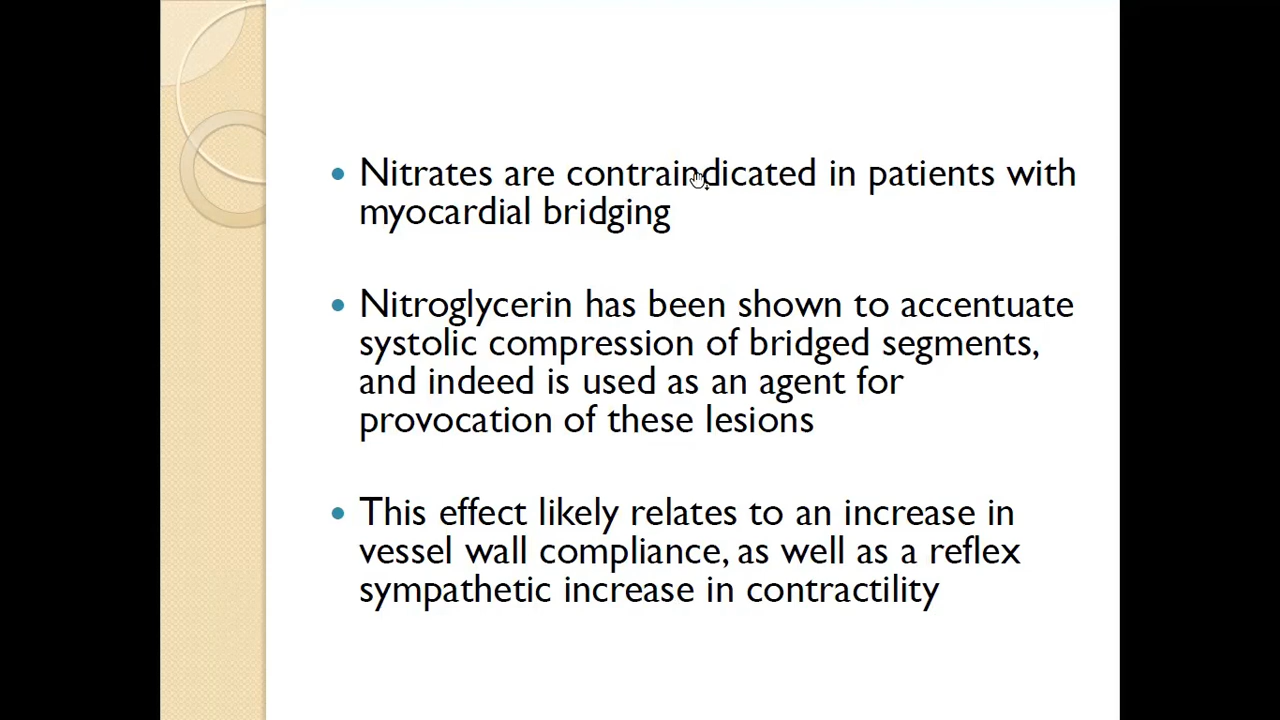 Nitrates are contraindicated in patients with
myocardial bridging
Nitroglycerin has been shown to accentuate
systolic compression of bridged segments,
and indeed is used as an agent for
provocation of these lesions
This effect likely relates to an increase in
vessel wall compliance, as well as a reflex
sympathetic increase in contractility